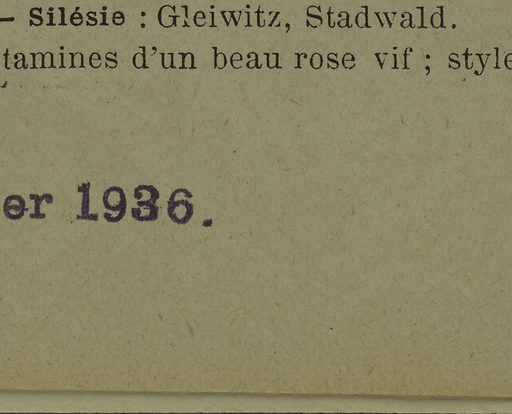 – Silésie : Gleiwitz, Stadwald.
tamines d'un beau rose vif ; style
er 1936.